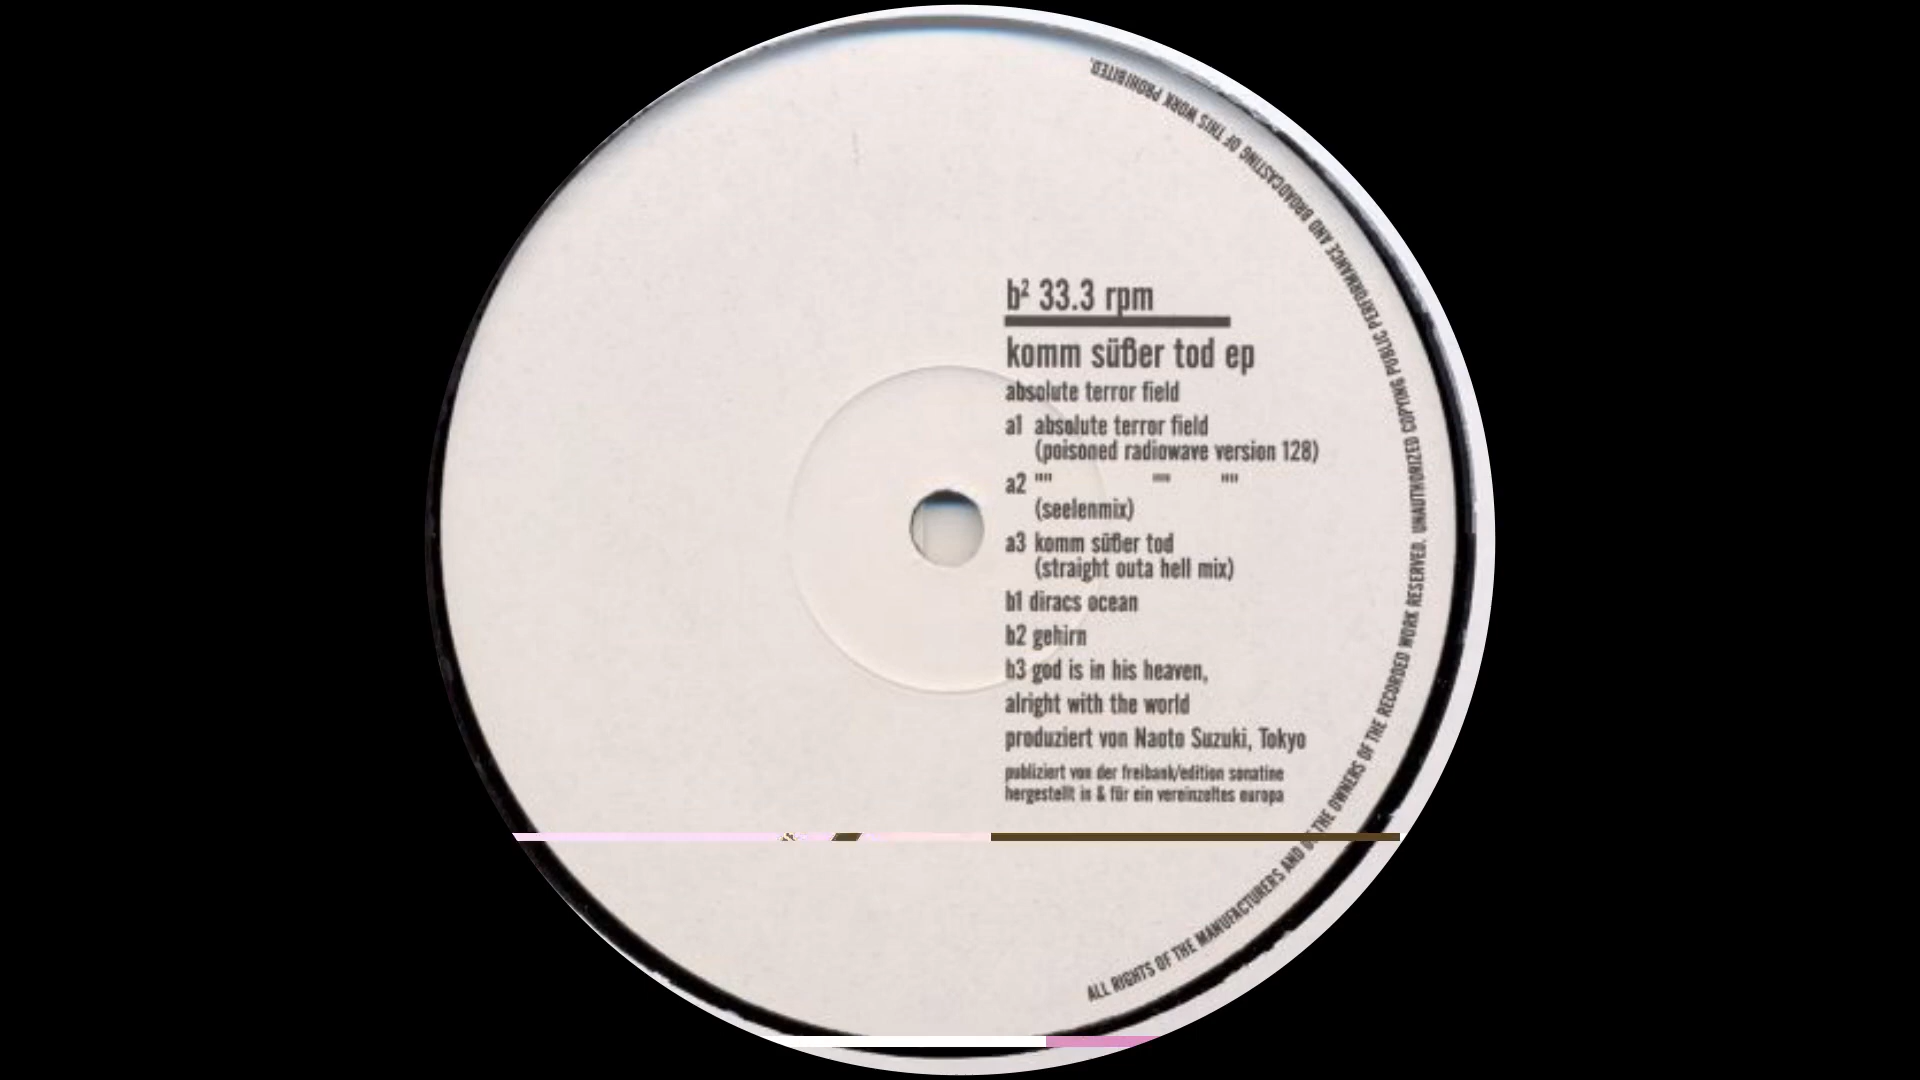 b² 33.3 rpm
komm süßer tod ep
absolute terror field
a1 absolute terror field
(poisoned radiowave version 128)
a2 "" "" ""
(seelenmix)
a3 komm süßer tod
(straight outa hell mix)
b1 diracs ocean
b2 gehirn
b3 god is in his heaven,
alright with the world
produziert von Naoto Suzuki, Tokyo
publiziert von der freibank/edition sonatine
hergestellt in & für ein vereinzeltes europa
ALL RIGHTS OF THE MANUFACTURERS AND OF THE OWNERS OF THE RECORDED WORK RESERVED. UNAUTHORIZED COPYING PUBLIC PERFORMANCE AND BROADCASTING OF THIS WORK PROHIBITED.